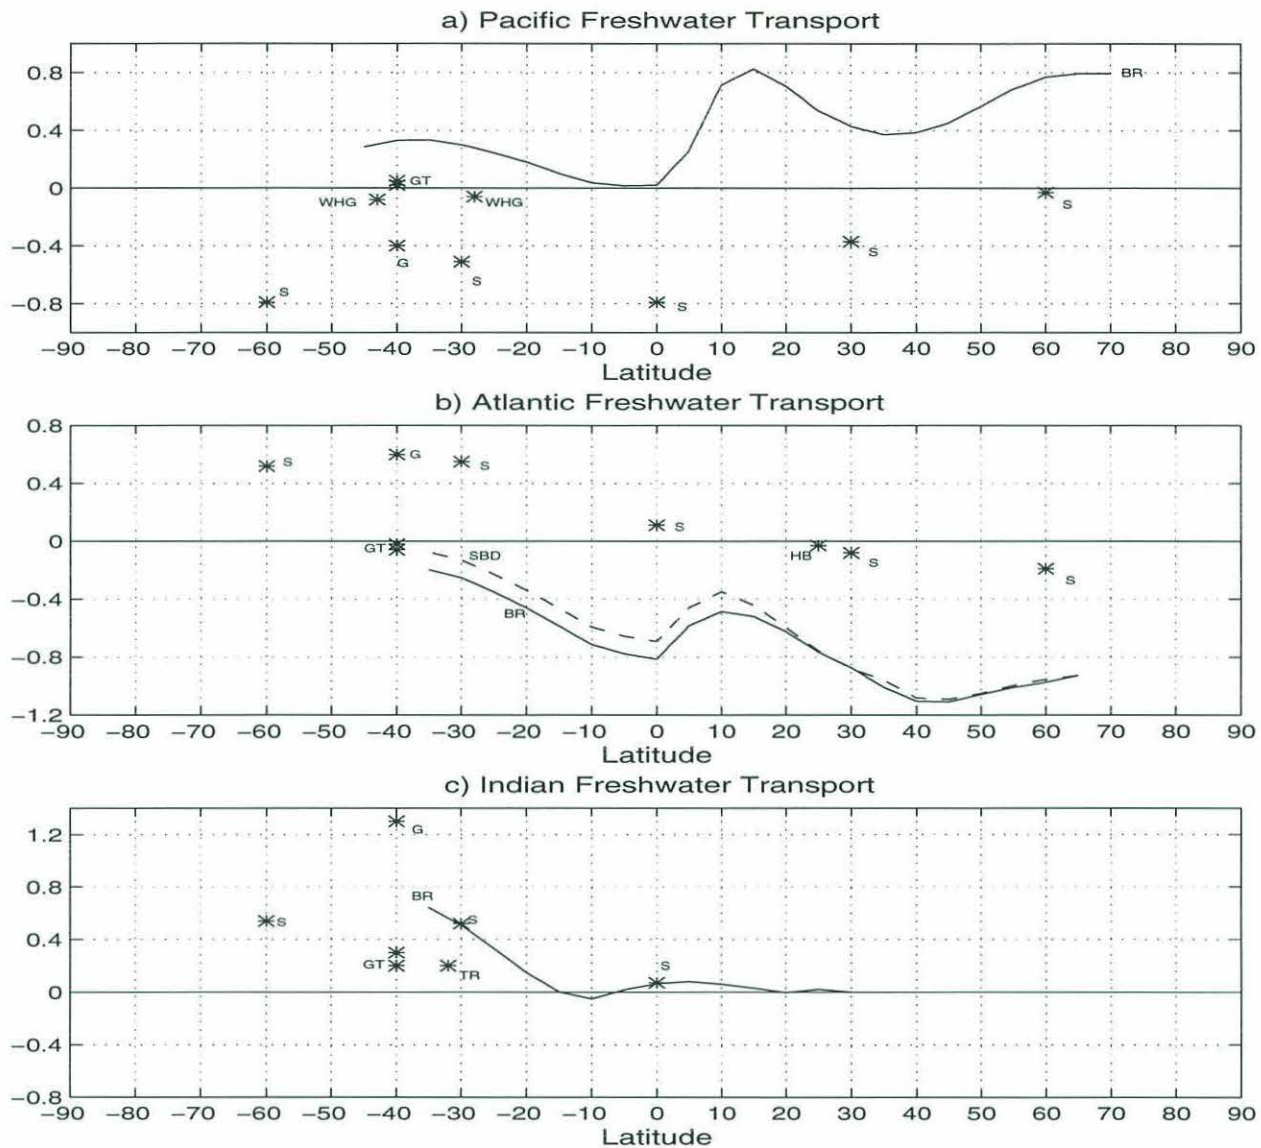 a) Pacific Freshwater Transport
0.8
0.4
0
−0.4
−0.8
BR
GT
WHG
WHG
G
S
S
S
S
S
−90 −80 −70 −60 −50 −40 −30 −20 −10 0 10 20 30 40 50 60 70 80 90
Latitude
b) Atlantic Freshwater Transport
0.8
0.4
0
−0.4
−0.8
−1.2
S
G
S
S
GT
SBD
HB
S
S
BR
−90 −80 −70 −60 −50 −40 −30 −20 −10 0 10 20 30 40 50 60 70 80 90
Latitude
c) Indian Freshwater Transport
1.2
0.8
0.4
0
−0.4
−0.8
G
BR
S
S
GT
TR
S
−90 −80 −70 −60 −50 −40 −30 −20 −10 0 10 20 30 40 50 60 70 80 90
Latitude